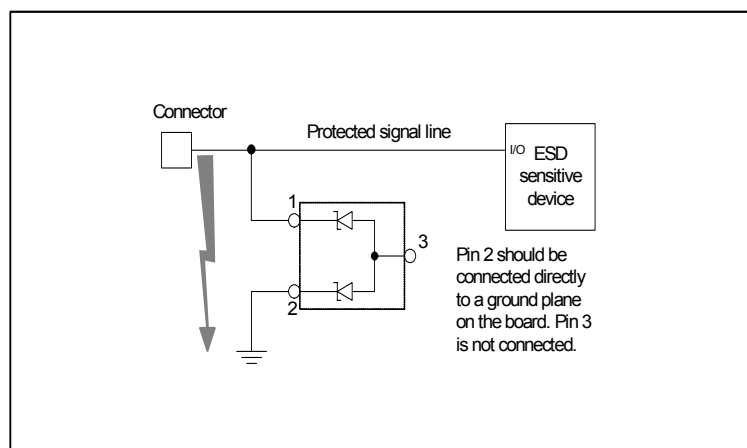 Connector
Protected signal line
I/O
ESD
sensitive
device
1
3
2
Pin 2 should be
connected directly
to a ground plane
on the board. Pin 3
is not connected.